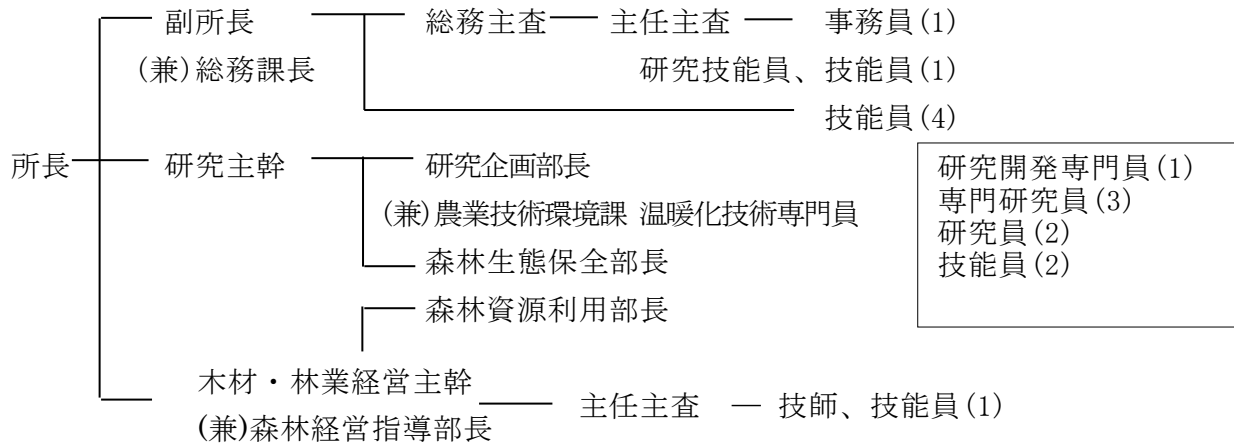 副所長 総務主査 主任主査 事務員(1)
(兼)総務課長 研究技能員、技能員(1)
技能員(4)
所長 研究主幹 研究企画部長 研究開発専門員(1)
専門研究員(3)
(兼)農業技術環境課 温暖化技術専門員 研究員(2)
森林生態保全部長 技能員(2)
森林資源利用部長
木材・林業経営主幹
(兼)森林経営指導部長 主任主査 ― 技師、技能員(1)